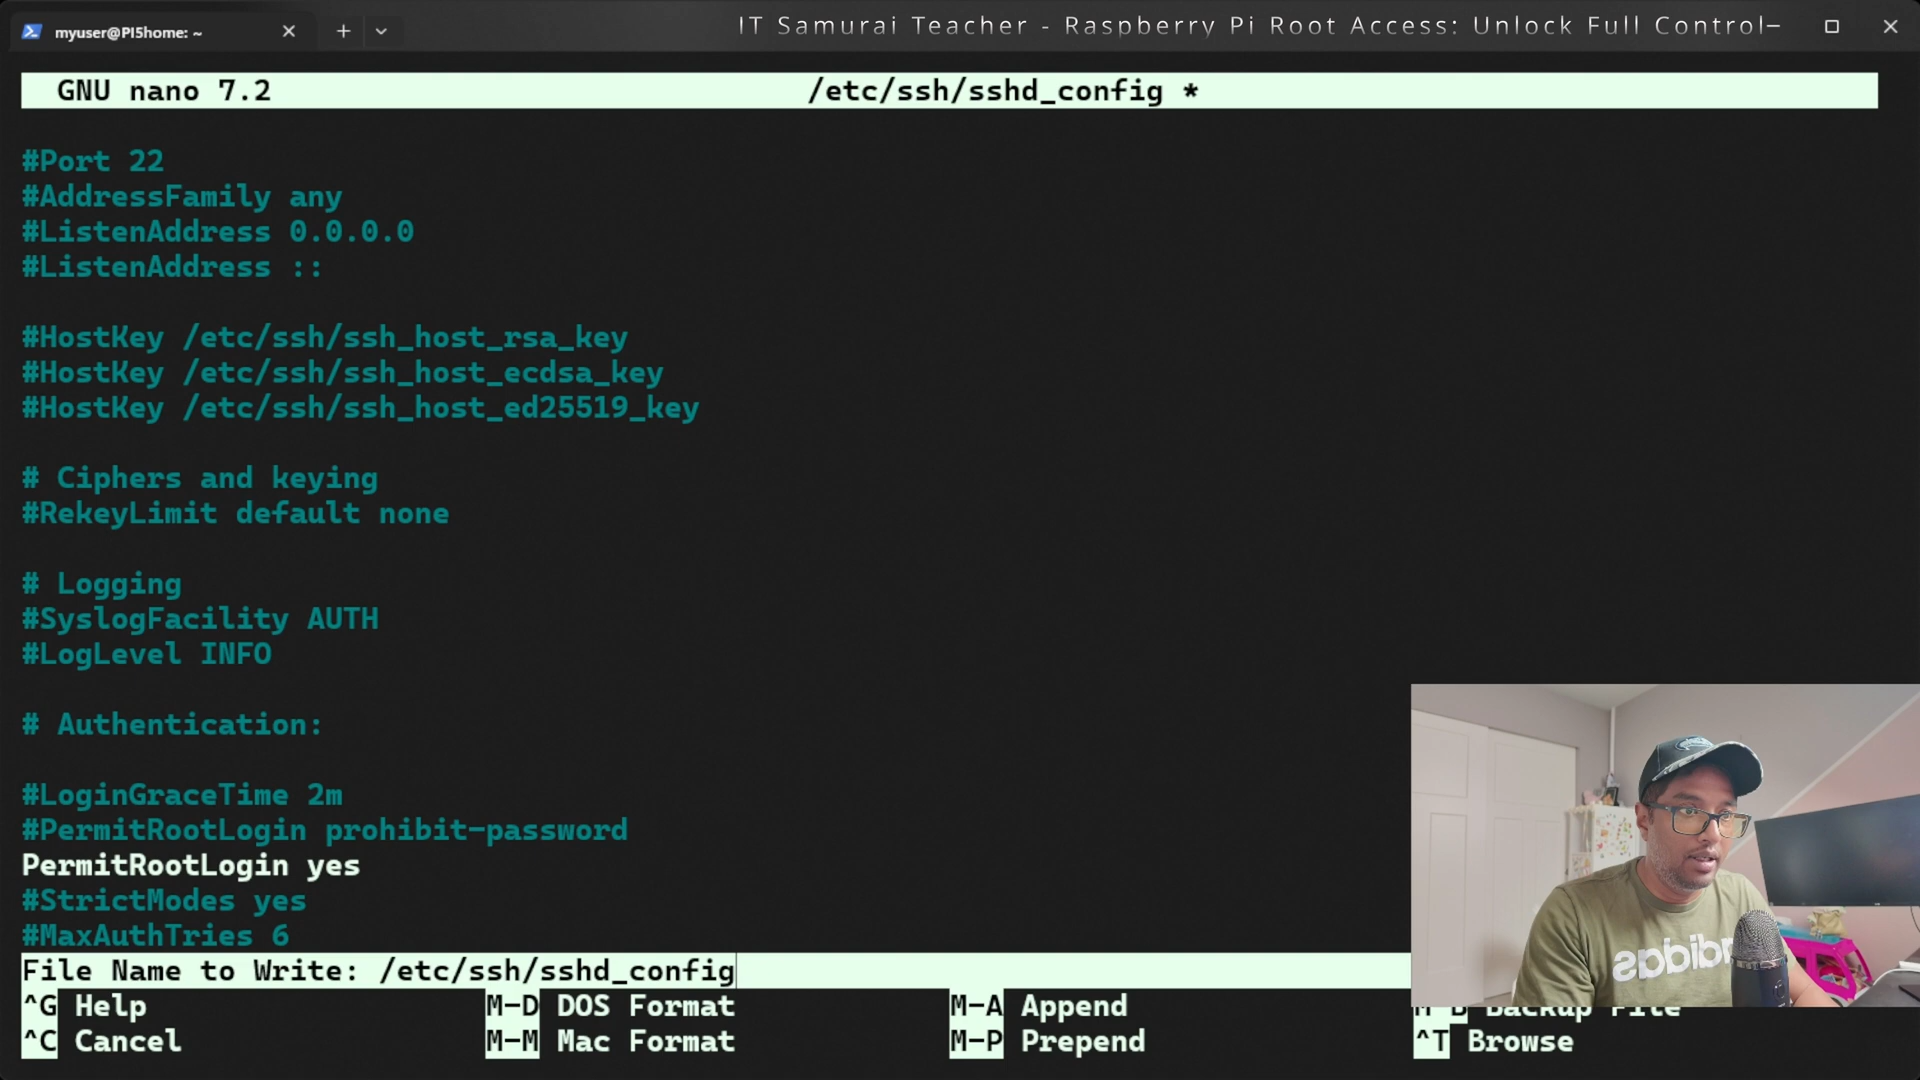 myuser@PI5home: ~
IT Samurai Teacher - Raspberry Pi Root Access: Unlock Full Control
GNU nano 7.2 /etc/ssh/sshd_config *
#Port 22
#AddressFamily any
#ListenAddress 0.0.0.0
#ListenAddress ::
#HostKey /etc/ssh/ssh_host_rsa_key
#HostKey /etc/ssh/ssh_host_ecdsa_key
#HostKey /etc/ssh/ssh_host_ed25519_key
# Ciphers and keying
#RekeyLimit default none
# Logging
#SyslogFacility AUTH
#LogLevel INFO
# Authentication:
#LoginGraceTime 2m
#PermitRootLogin prohibit-password
PermitRootLogin yes
#StrictModes yes
#MaxAuthTries 6
File Name to Write: /etc/ssh/sshd_config
^G Help M-D DOS Format M-A Append M-B Backup File
^C Cancel M-M Mac Format M-P Prepend ^T Browse